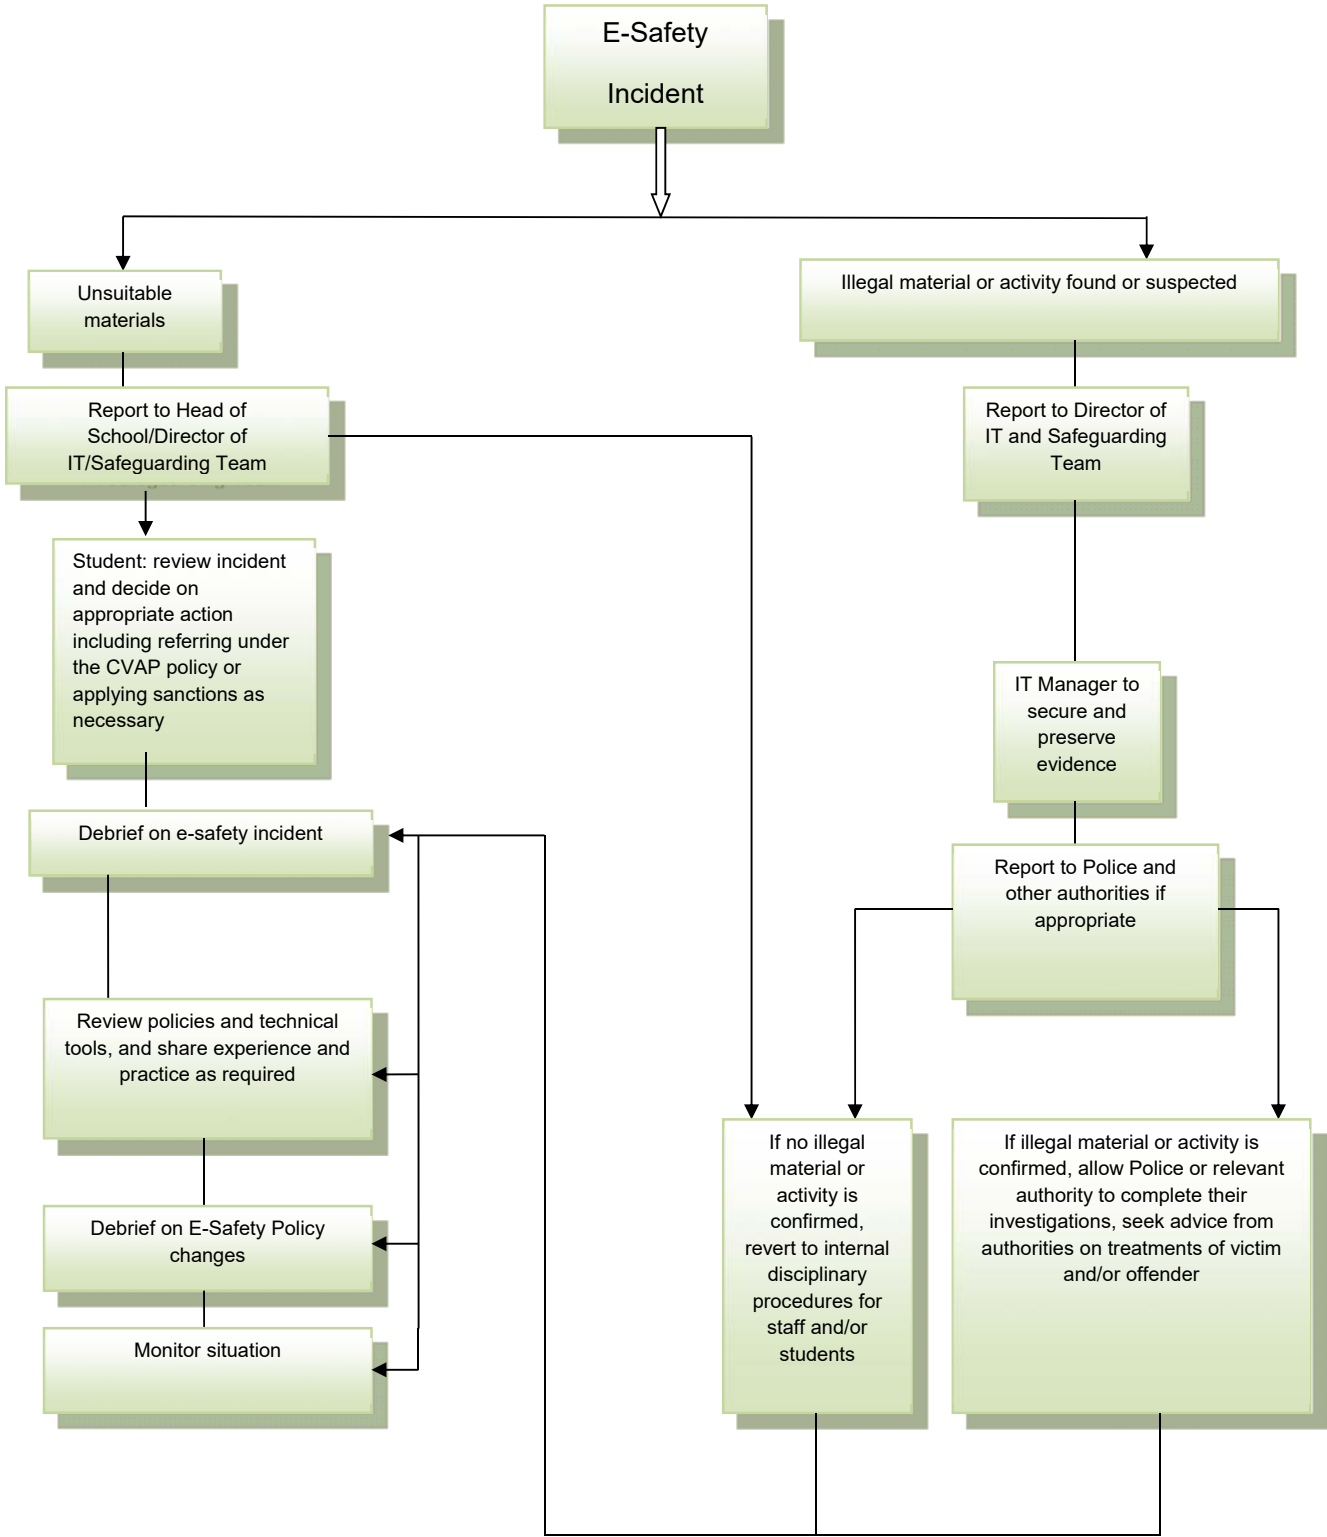 E-Safety
Incident
Unsuitable
materials
Illegal material or activity found or suspected
Report to Head of
School/Director of
IT/Safeguarding Team
Report to Director of
IT and Safeguarding
Team
Student: review incident
and decide on
appropriate action
including referring under
the CVAP policy or
applying sanctions as
necessary
IT Manager to
secure and
preserve
evidence
Debrief on e-safety incident
Report to Police and
other authorities if
appropriate
Review policies and technical
tools, and share experience and
practice as required
Debrief on E-Safety Policy
changes
Monitor situation
If no illegal
material or
activity is
confirmed,
revert to internal
disciplinary
procedures for
staff and/or
students
If illegal material or activity is
confirmed, allow Police or relevant
authority to complete their
investigations, seek advice from
authorities on treatments of victim
and/or offender